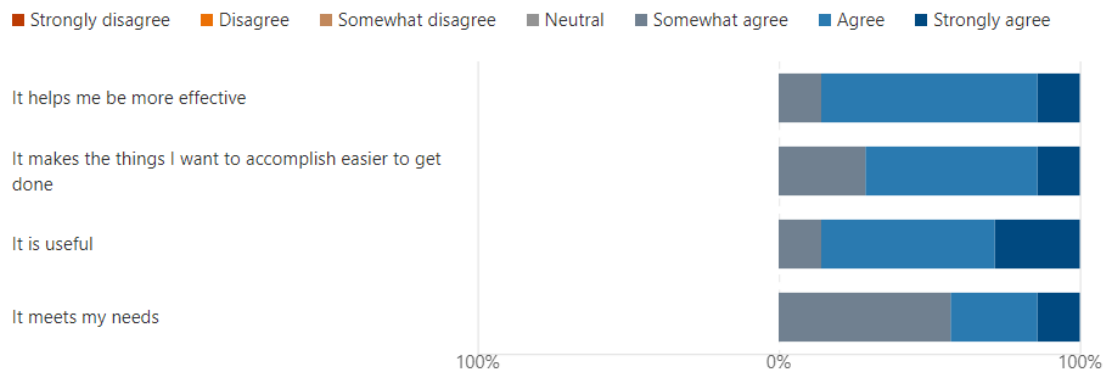 Strongly disagree Disagree Somewhat disagree Neutral Somewhat agree Agree Strongly agree
It helps me be more effective
It makes the things I want to accomplish easier to get
done
It is useful
It meets my needs
100% 0% 100%